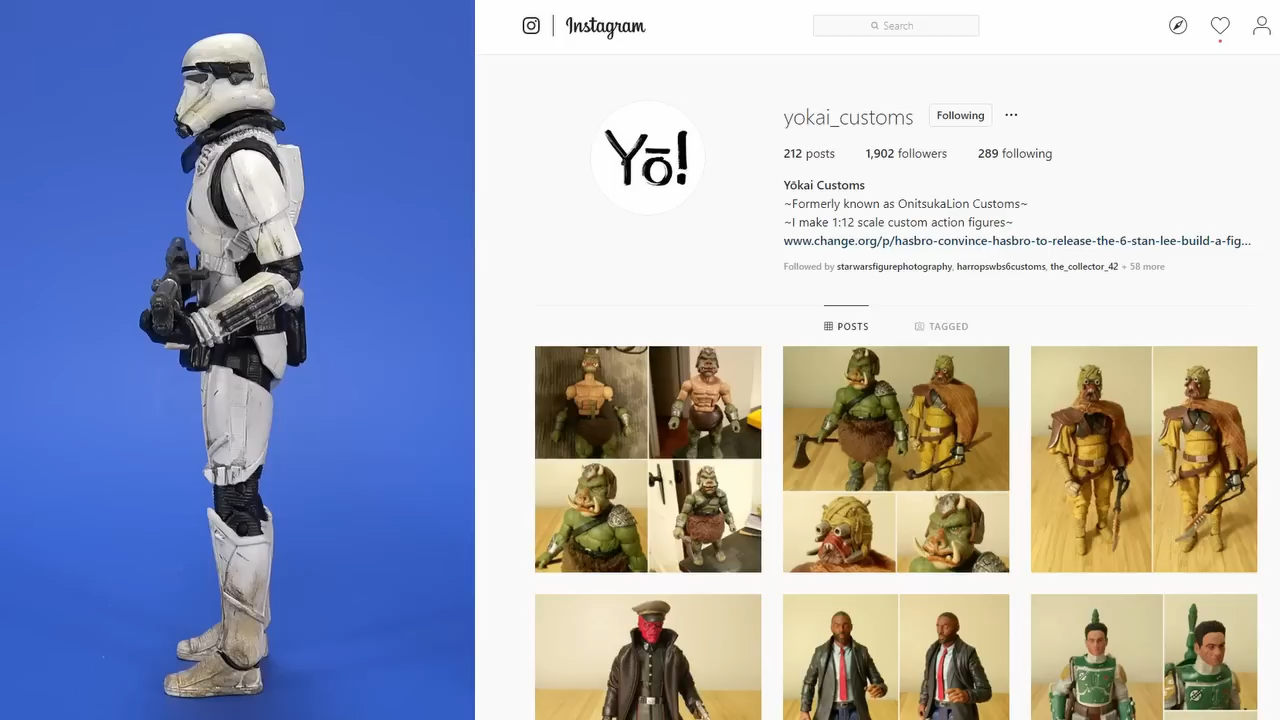 Instagram
Search
Yō!
yokai_customs Following
212 posts 1,902 followers 289 following
Yōkai Customs
~Formerly known as OnitsukaLion Customs~
~I make 1:12 scale custom action figures~
www.change.org/p/hasbro-convince-hasbro-to-release-the-6-stan-lee-build-a-fig...
Followed by starwarsfigurephotography, harropswbs6customs, the_collector_42 + 58 more
POSTS TAGGED